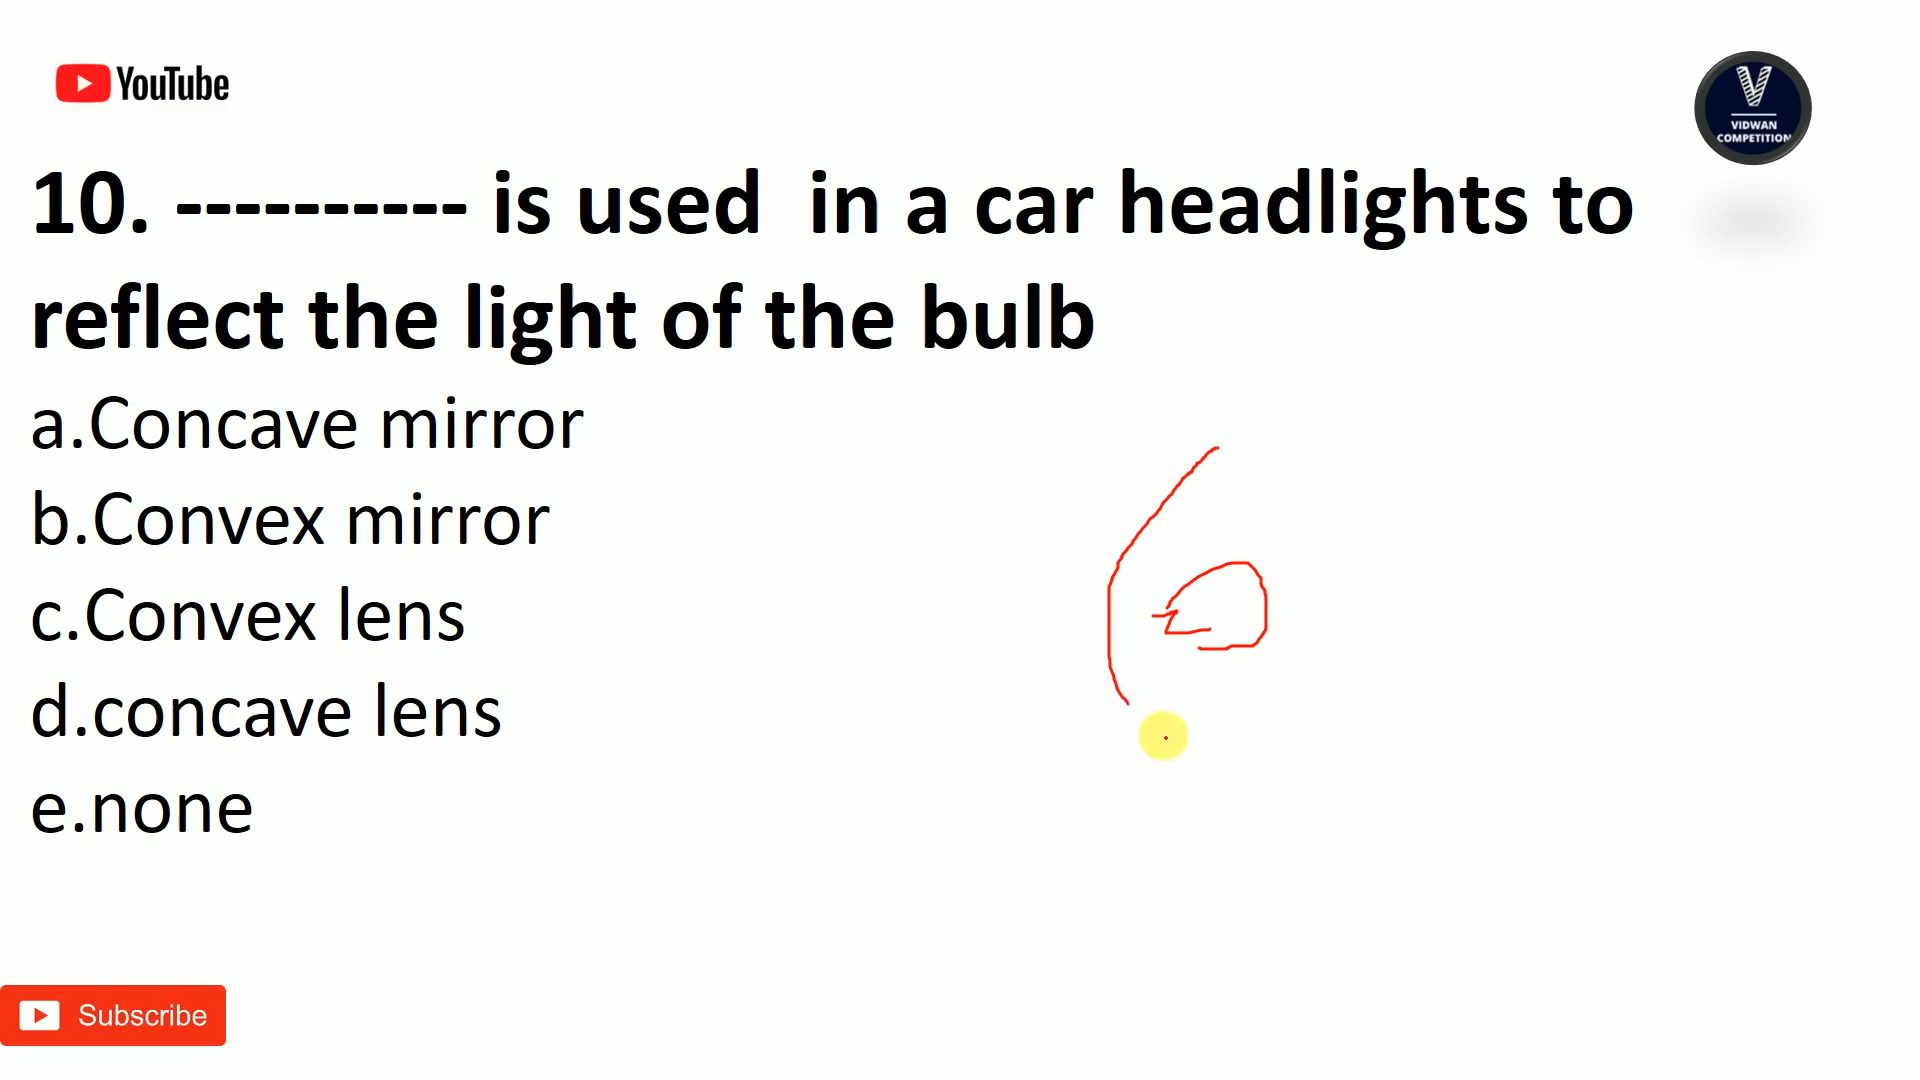 YouTube
V
VIDWAN
COMPETITION
10. ---------- is used  in a car headlights to
reflect the light of the bulb
a.Concave mirror
b.Convex mirror
c.Convex lens
d.concave lens
e.none
Subscribe